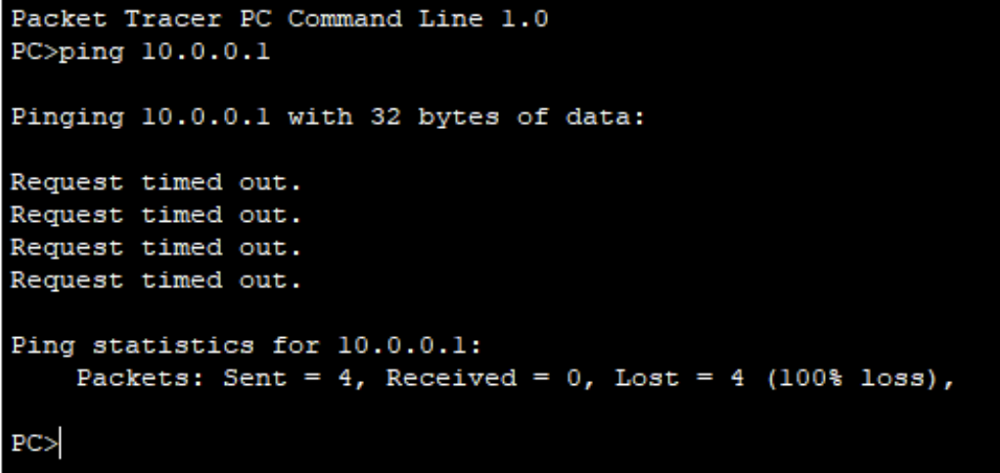 Packet Tracer PC Command Line 1.0
PC>ping 10.0.0.1
Pinging 10.0.0.1 with 32 bytes of data:
Request timed out.
Request timed out.
Request timed out.
Request timed out.
Ping statistics for 10.0.0.1:
Packets: Sent = 4, Received = 0, Lost = 4 (100% loss),
PC>